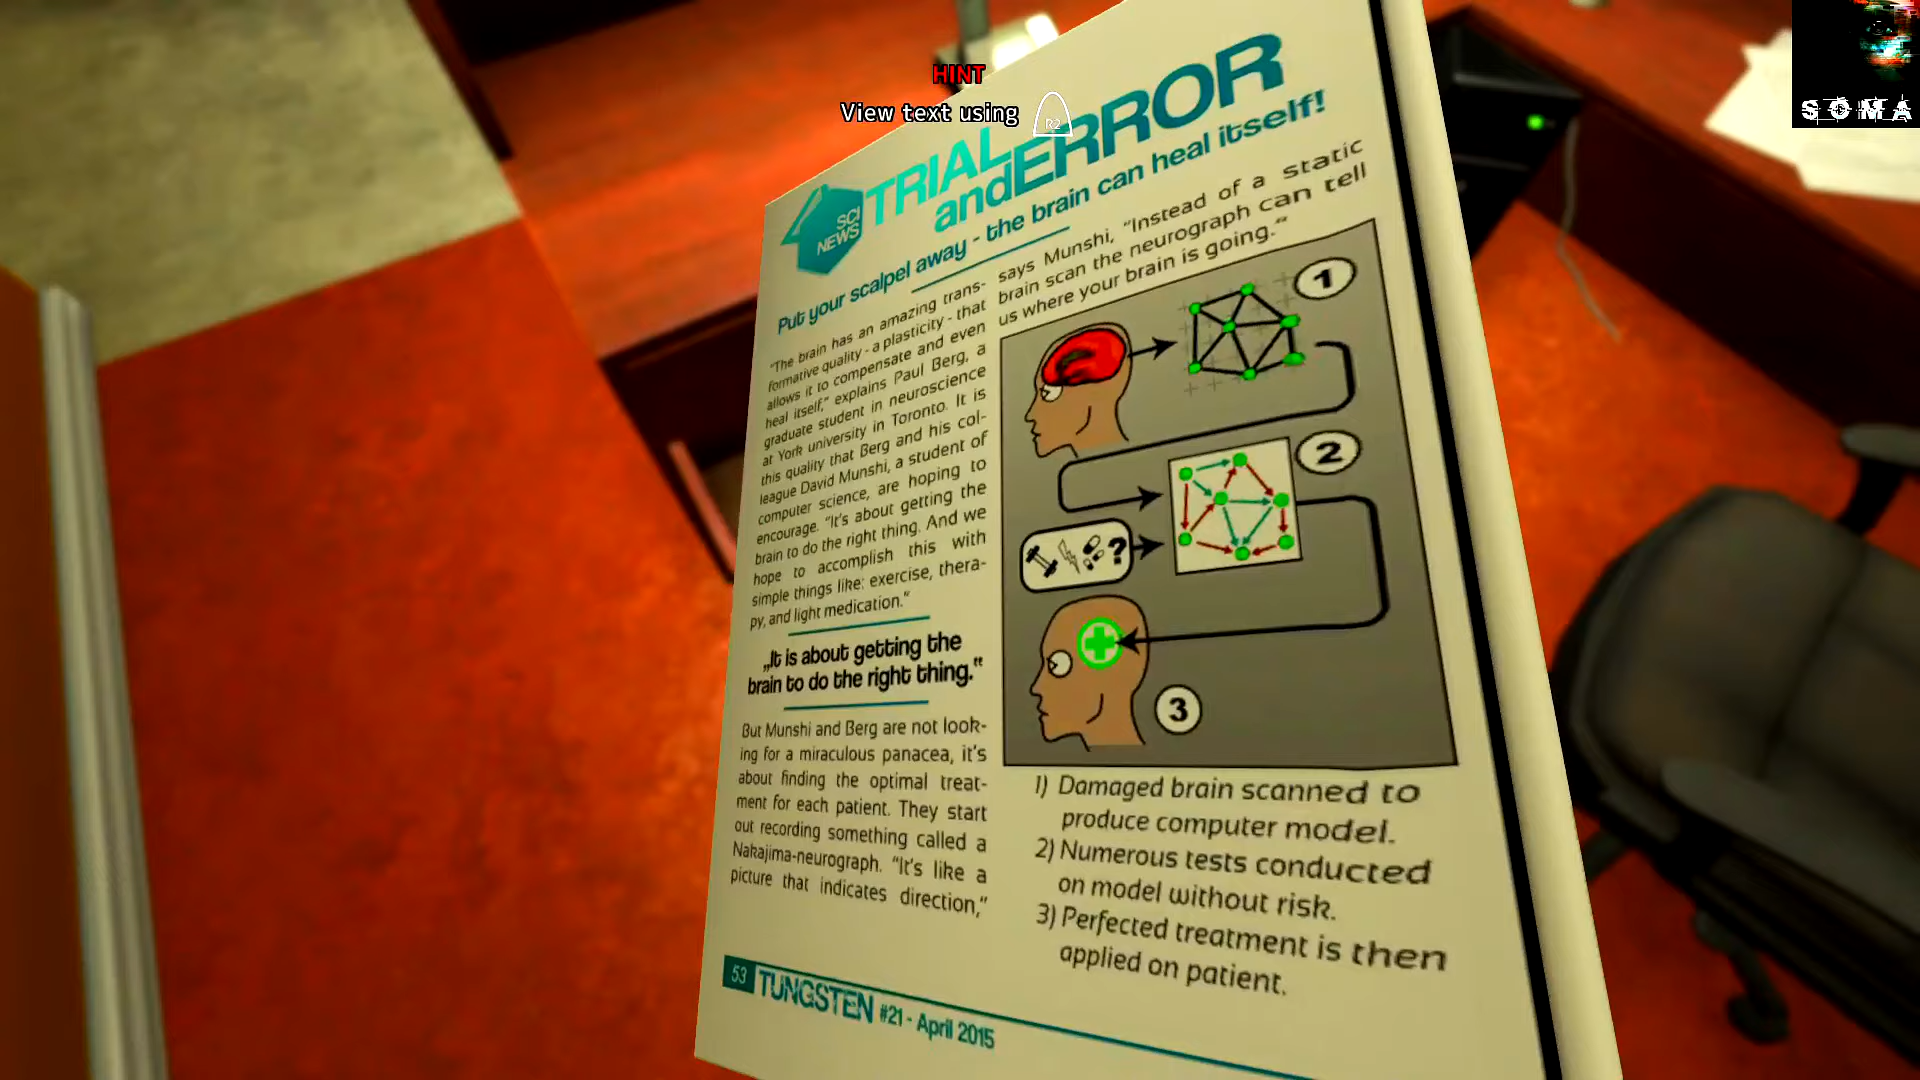 HINT
View text using
R2
SOMA
SCI
NEWS
TRIAL
andERROR
Put your scalpel away - the brain can heal itself!
"The brain has an amazing trans-
formative quality - a plasticity - that
allows it to compensate and even
heal itself," explains Paul Berg, a
graduate student in neuroscience
at York university in Toronto. It is
this quality that Berg and his col-
league David Munshi, a student of
computer science, are hoping to
encourage. "It's about getting the
brain to do the right thing. And we
hope to accomplish this with
simple things like: exercise, thera-
py, and light medication."
„It is about getting the
brain to do the right thing."
But Munshi and Berg are not look-
ing for a miraculous panacea, it's
about finding the optimal treat-
ment for each patient. They start
out recording something called a
Nakajima-neurograph. "It's like a
picture that indicates direction,"
says Munshi, "Instead of a static
brain scan the neurograph can tell
us where your brain is going."
1
2
?
3
1) Damaged brain scanned to
produce computer model.
2) Numerous tests conducted
on model without risk.
3) Perfected treatment is then
applied on patient.
53 TUNGSTEN #21 - April 2015